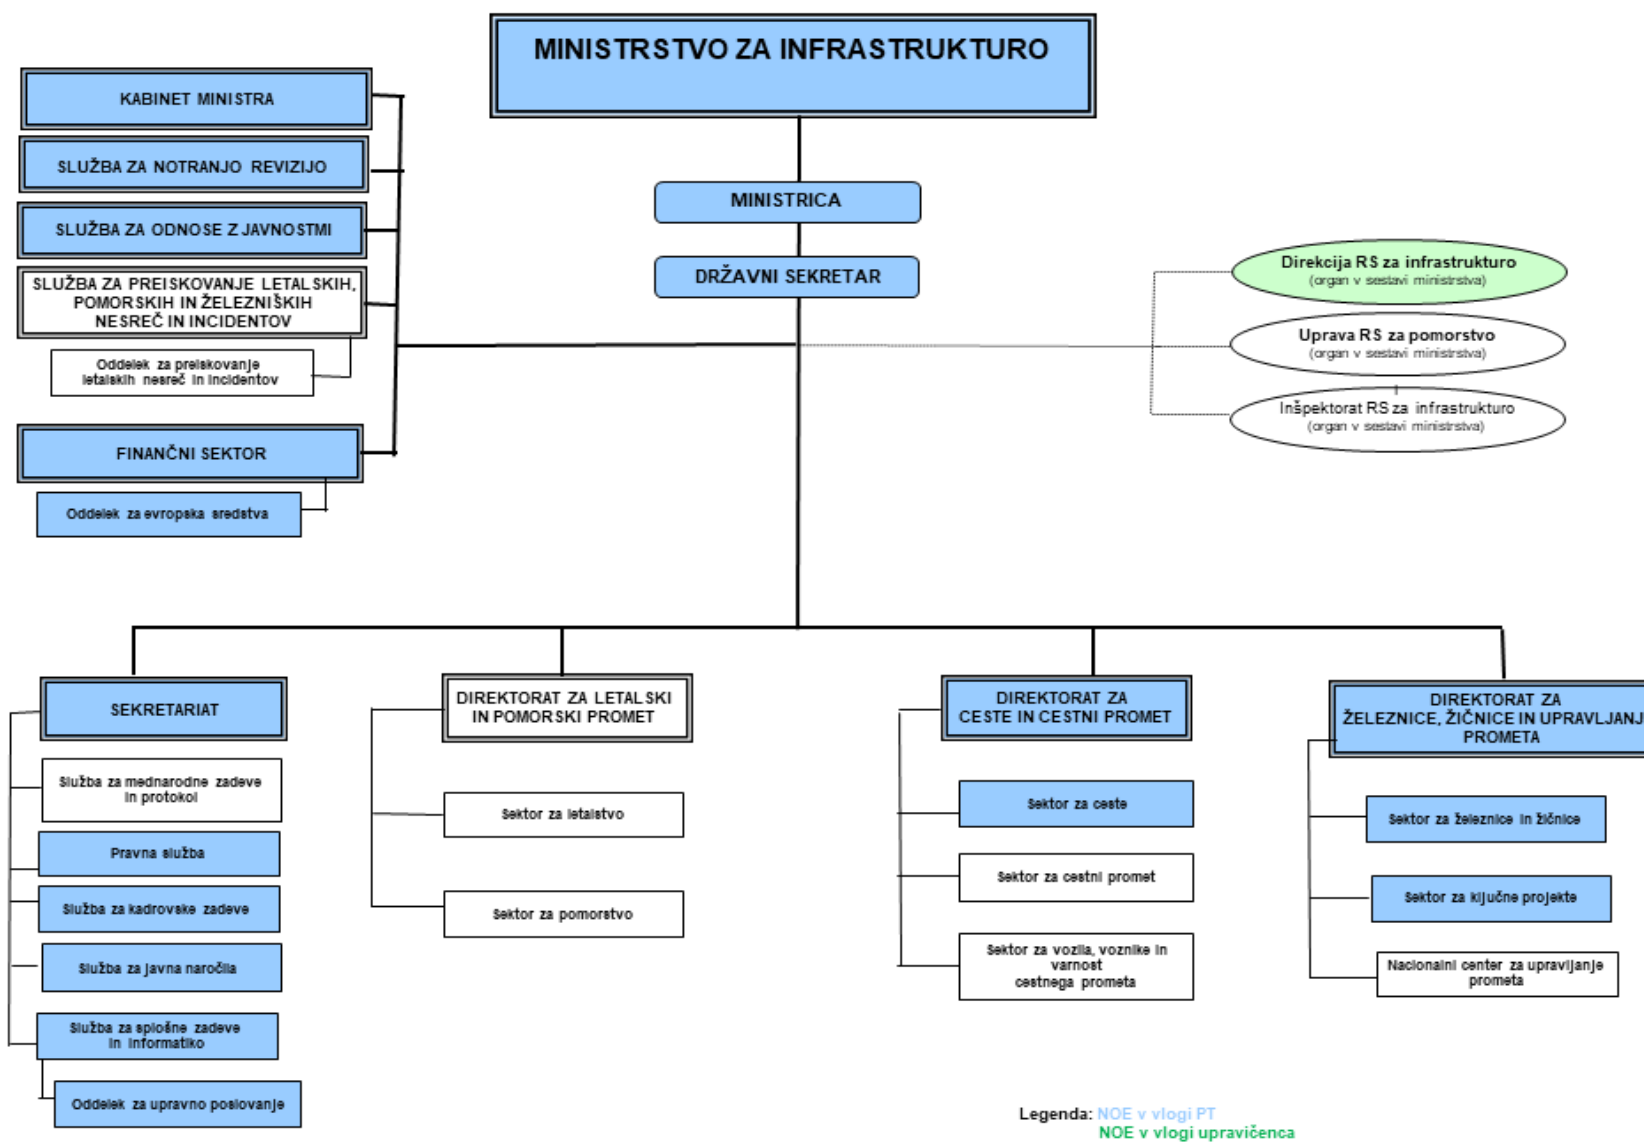 MINISTRSTVO ZA INFRASTRUKTURO
KABINET MINISTRA
SLUŽBA ZA NOTRANJO REVIZIJO
SLUŽBA ZA ODNOSE Z JAVNOSTMI
SLUŽBA ZA PREISKOVANJE LETALSKIH,
POMORSKIH IN ŽELEZNIŠKIH
NESREČ IN INCIDENTOV
Oddelek za preiskovanje
letalskih nesreč in incidentov
FINANČNI SEKTOR
Oddelek za evropska sredstva
MINISTRICA
DRŽAVNI SEKRETAR
Direkcija RS za infrastrukturo
(organ v sestavi ministrstva)
Uprava RS za pomorstvo
(organ v sestavi ministrstva)
Inšpektorat RS za infrastrukturo
(organ v sestavi ministrstva)
SEKRETARIAT
Služba za mednarodne zadeve
in protokol
Pravna služba
Služba za kadrovske zadeve
Služba za javna naročila
Služba za splošne zadeve
in informatiko
Oddelek za upravno poslovanje
DIREKTORAT ZA LETALSKI
IN POMORSKI PROMET
Sektor za letalstvo
Sektor za pomorstvo
DIREKTORAT ZA
CESTE IN CESTNI PROMET
Sektor za ceste
Sektor za cestni promet
Sektor za vozila, voznike in
varnost
cestnega prometa
DIREKTORAT ZA
ŽELEZNICE, ŽIČNICE IN UPRAVLJANJ
PROMETA
Sektor za železnice in žičnice
Sektor za ključne projekte
Nacionalni center za upravljanje
prometa
Legenda: NOE v vlogi PT
NOE v vlogi upravičenca